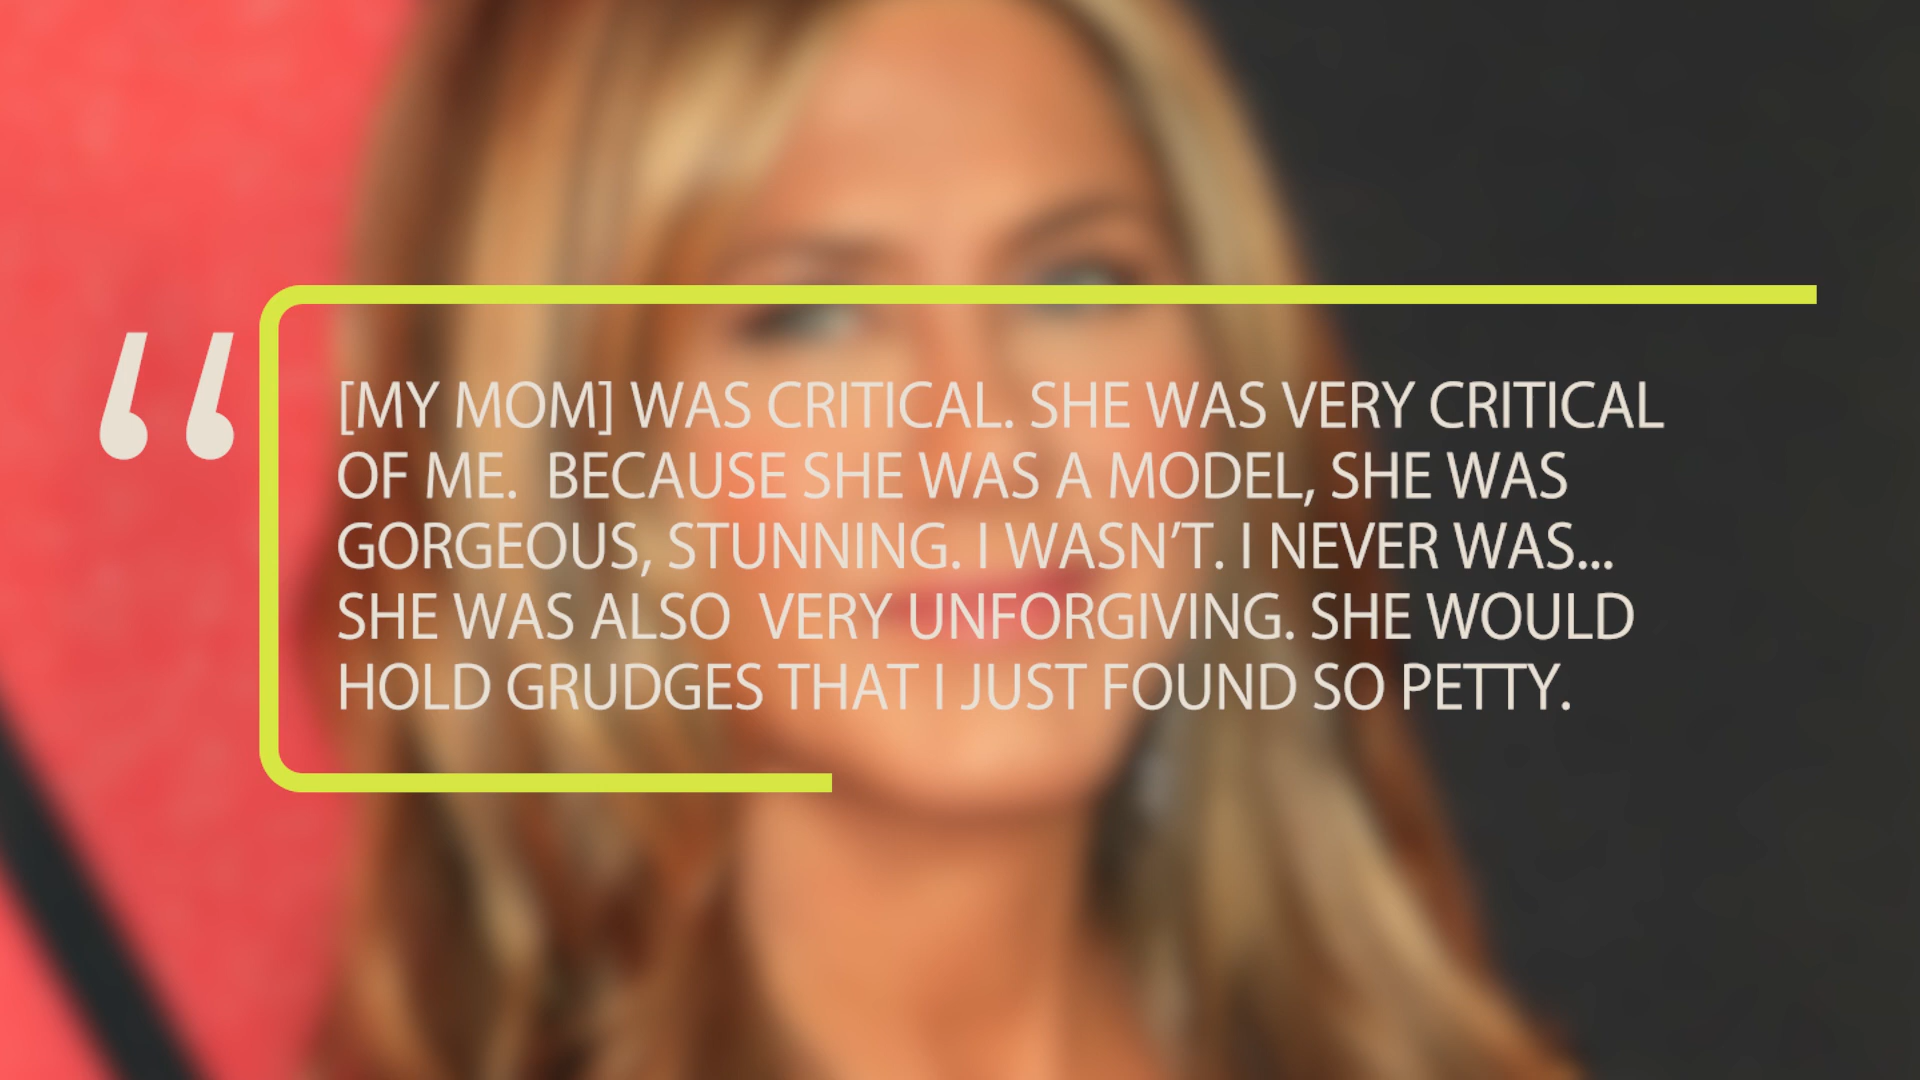 “
[MY MOM] WAS CRITICAL. SHE WAS VERY CRITICAL
OF ME.  BECAUSE SHE WAS A MODEL, SHE WAS
GORGEOUS, STUNNING. I WASN’T. I NEVER WAS...
SHE WAS ALSO  VERY UNFORGIVING. SHE WOULD
HOLD GRUDGES THAT I JUST FOUND SO PETTY.